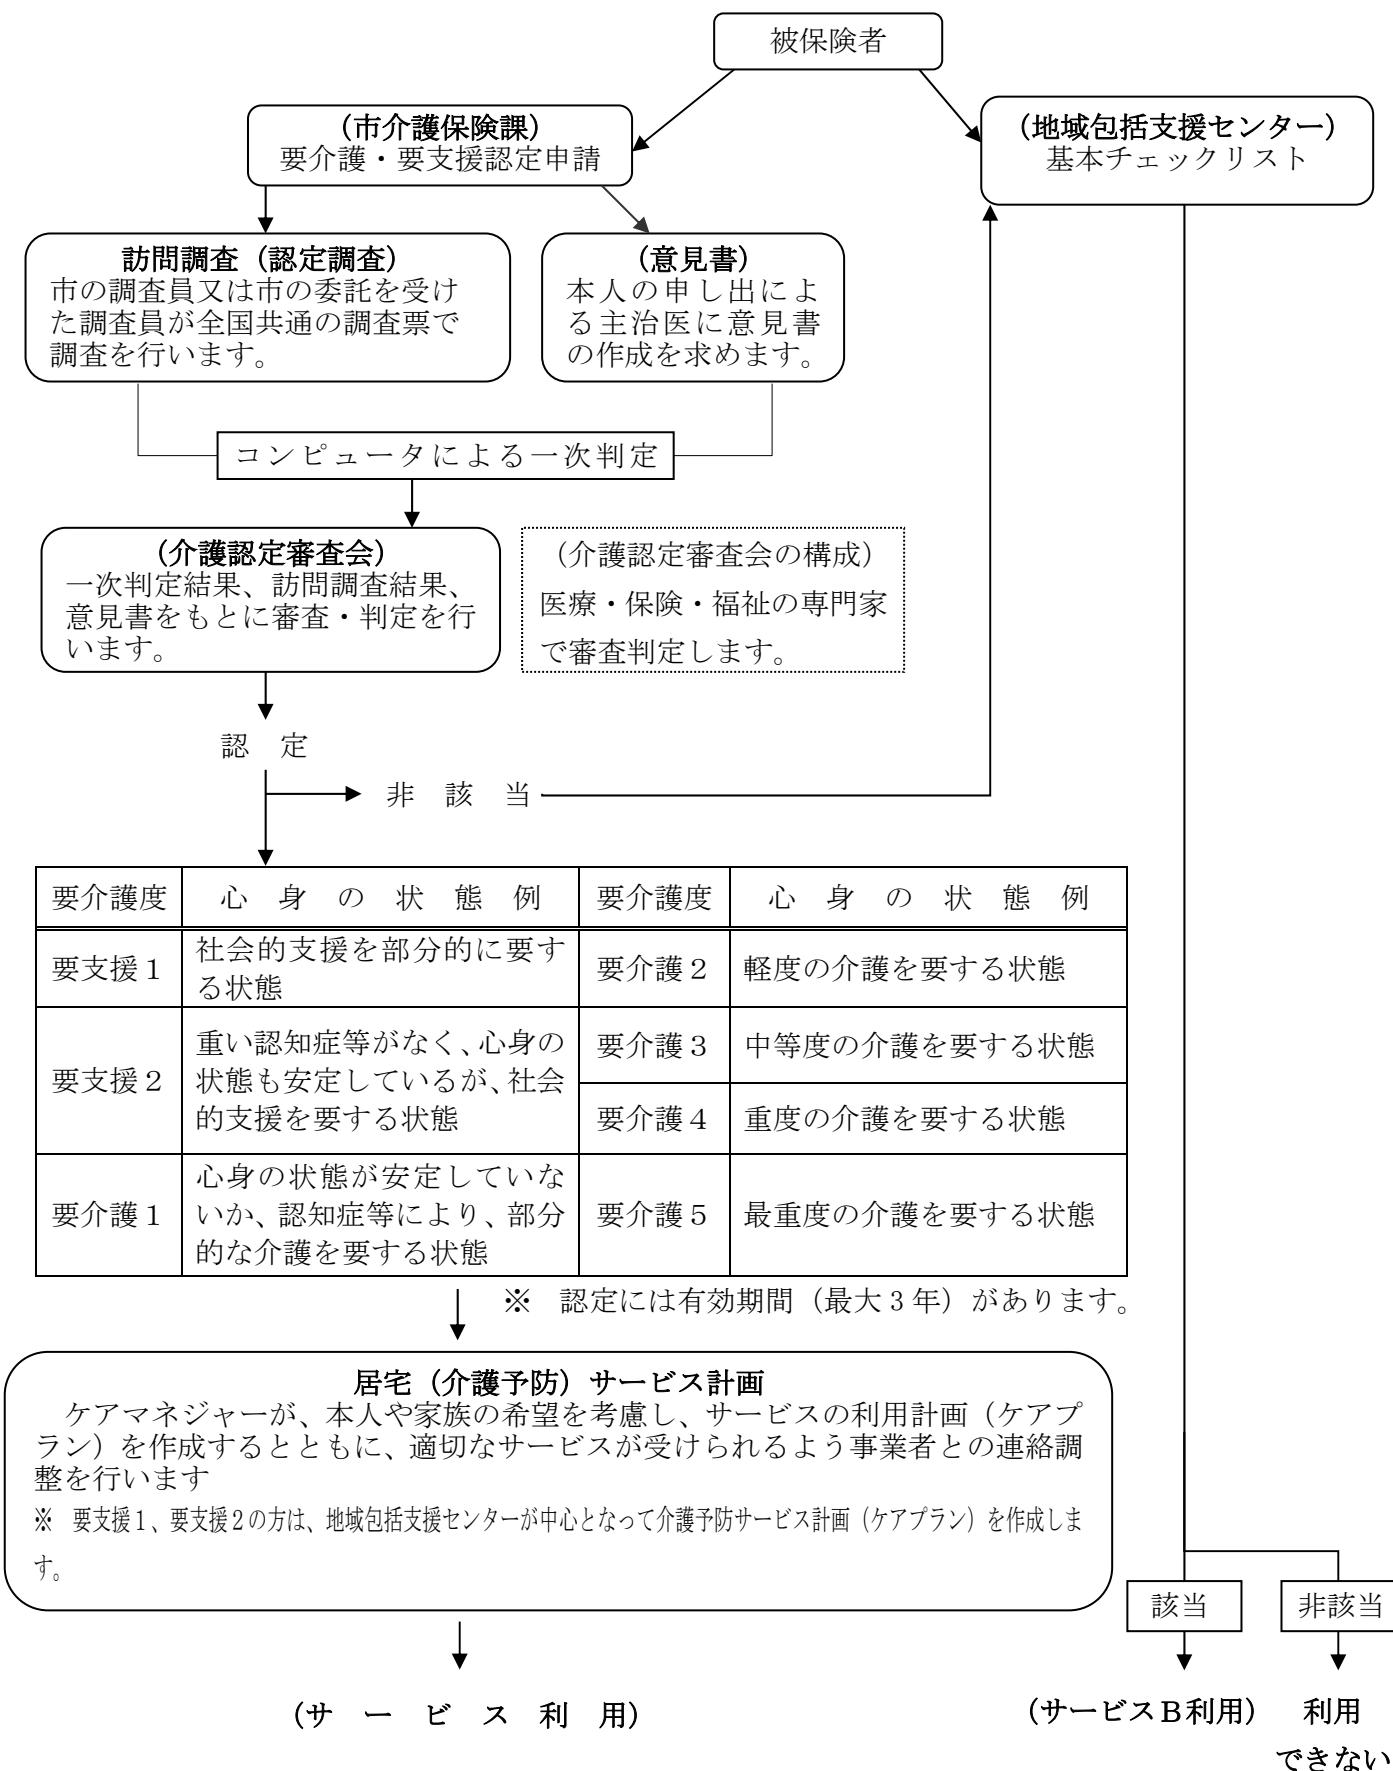 被保険者
（市介護保険課）
要介護・要支援認定申請
（地域包括支援センター）
基本チェックリスト
訪問調査（認定調査）
市の調査員又は市の委託を受け
た調査員が全国共通の調査票で
調査を行います。
（意見書）
本人の申し出によ
る主治医に意見書
の作成を求めます。
コンピュータによる一次判定
（介護認定審査会）
一次判定結果、訪問調査結果、
意見書をもとに審査・判定を行
います。
（介護認定審査会の構成）
医療・保険・福祉の専門家
で審査判定します。
認　定
非　該　当
要介護度　心　身　の　状　態　例　要介護度　心　身　の　状　態　例
要支援１
社会的支援を部分的に要す
る状態
要介護２
軽度の介護を要する状態
要支援２
重い認知症等がなく、心身の
状態も安定しているが、社会
的支援を要する状態
要介護３
中等度の介護を要する状態
要介護４
重度の介護を要する状態
要介護１
心身の状態が安定していな
いか、認知症等により、部分
的な介護を要する状態
要介護５
最重度の介護を要する状態
※　認定には有効期間（最大３年）があります。
居宅（介護予防）サービス計画
ケアマネジャーが、本人や家族の希望を考慮し、サービスの利用計画（ケアプ
ラン）を作成するとともに、適切なサービスが受けられるよう事業者との連絡調
整を行います
※　要支援１、要支援２の方は、地域包括支援センターが中心となって介護予防サービス計画（ケアプラン）を作成しま
す。
該当
非該当
（サ　ー　ビ　ス　利　用）
（サービスＢ利用）
利用
できない